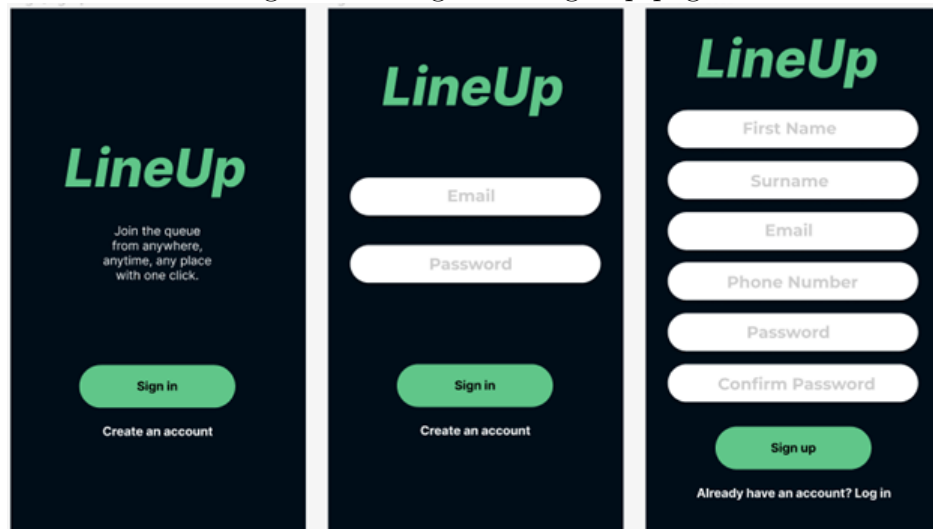 LineUp
Join the queue
from anywhere,
anytime, any place
with one click.
Sign in
Create an account
LineUp
Email
Password
Sign in
Create an account
LineUp
First Name
Surname
Email
Phone Number
Password
Confirm Password
Sign up
Already have an account? Log in